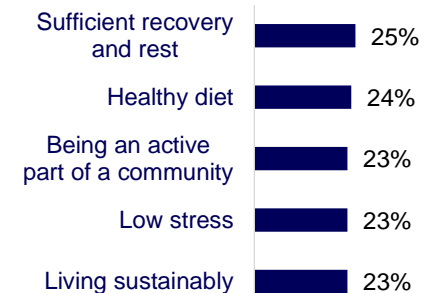 Sufficient recovery
and rest
25%
Healthy diet
24%
Being an active
part of a community
23%
Low stress
23%
Living sustainably
23%